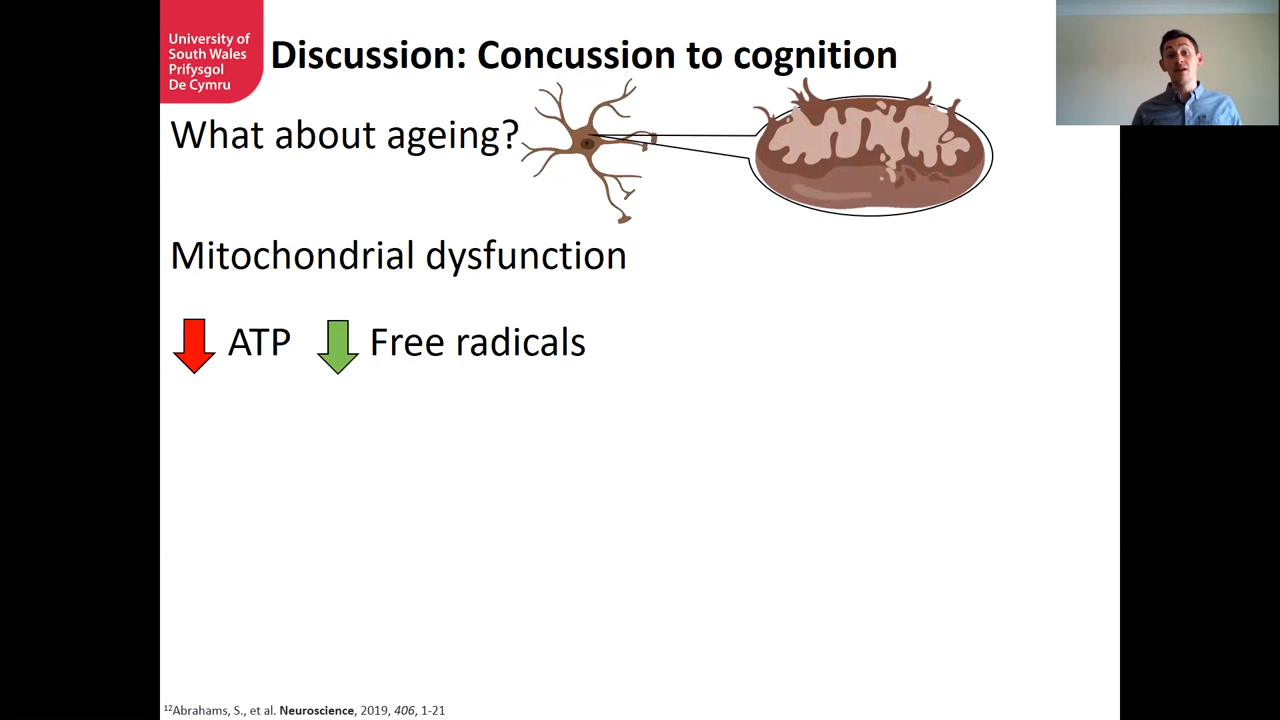 University of
South Wales
Prifysgol
De Cymru
Discussion: Concussion to cognition
What about ageing?
Mitochondrial dysfunction
ATP Free radicals
12Abrahams, S., et al. Neuroscience, 2019, 406, 1-21